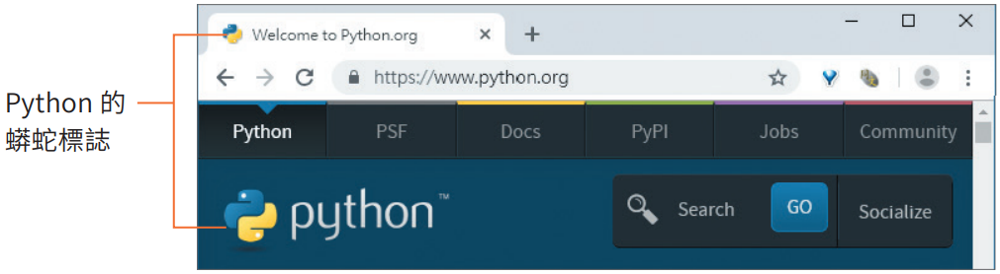 Python 的
蟒蛇標誌
Welcome to Python.org
https://www.python.org
Python PSF Docs PyPI Jobs Community
python™ Search GO Socialize